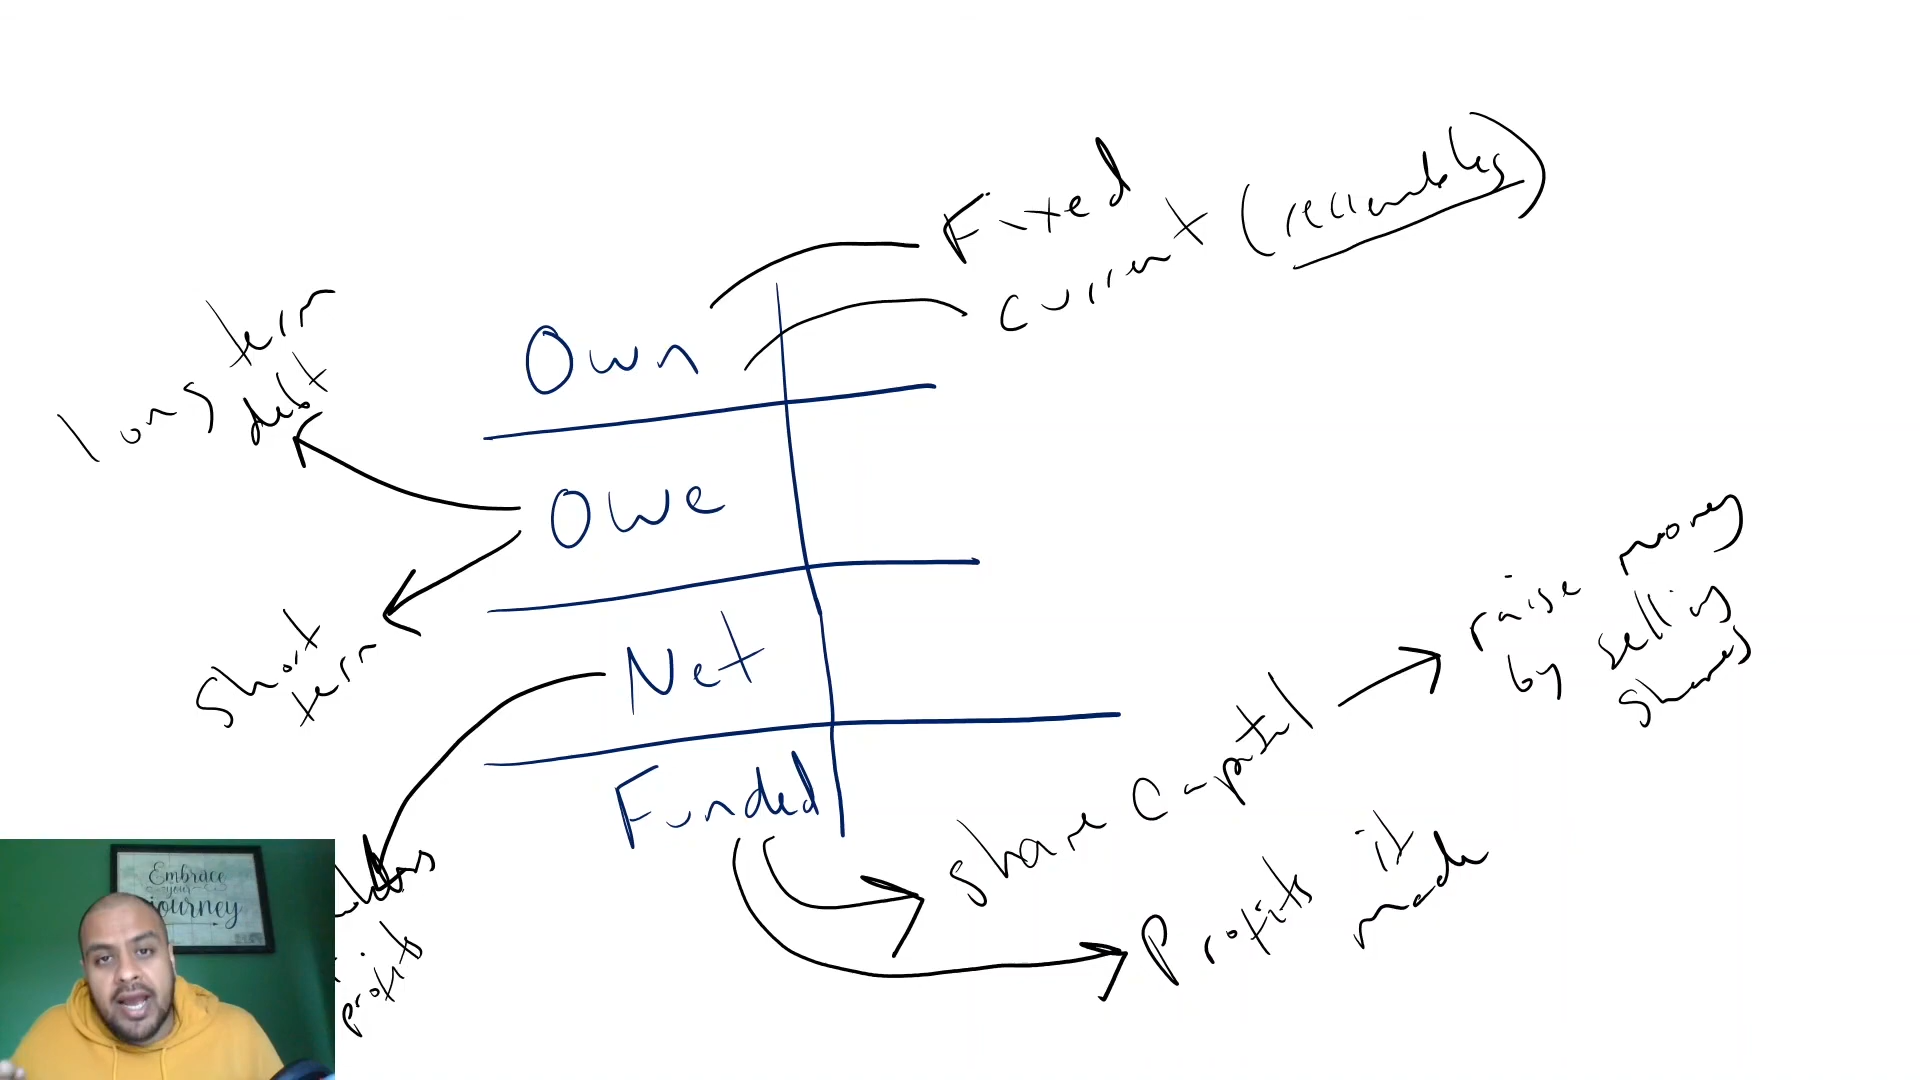 Fixed
Current (receivables)
Own
long term
debt
Owe
short
term
Net
raise money
by selling
shares
Funded
share Capital
Profits it
made
profits
Embrace
your
journey